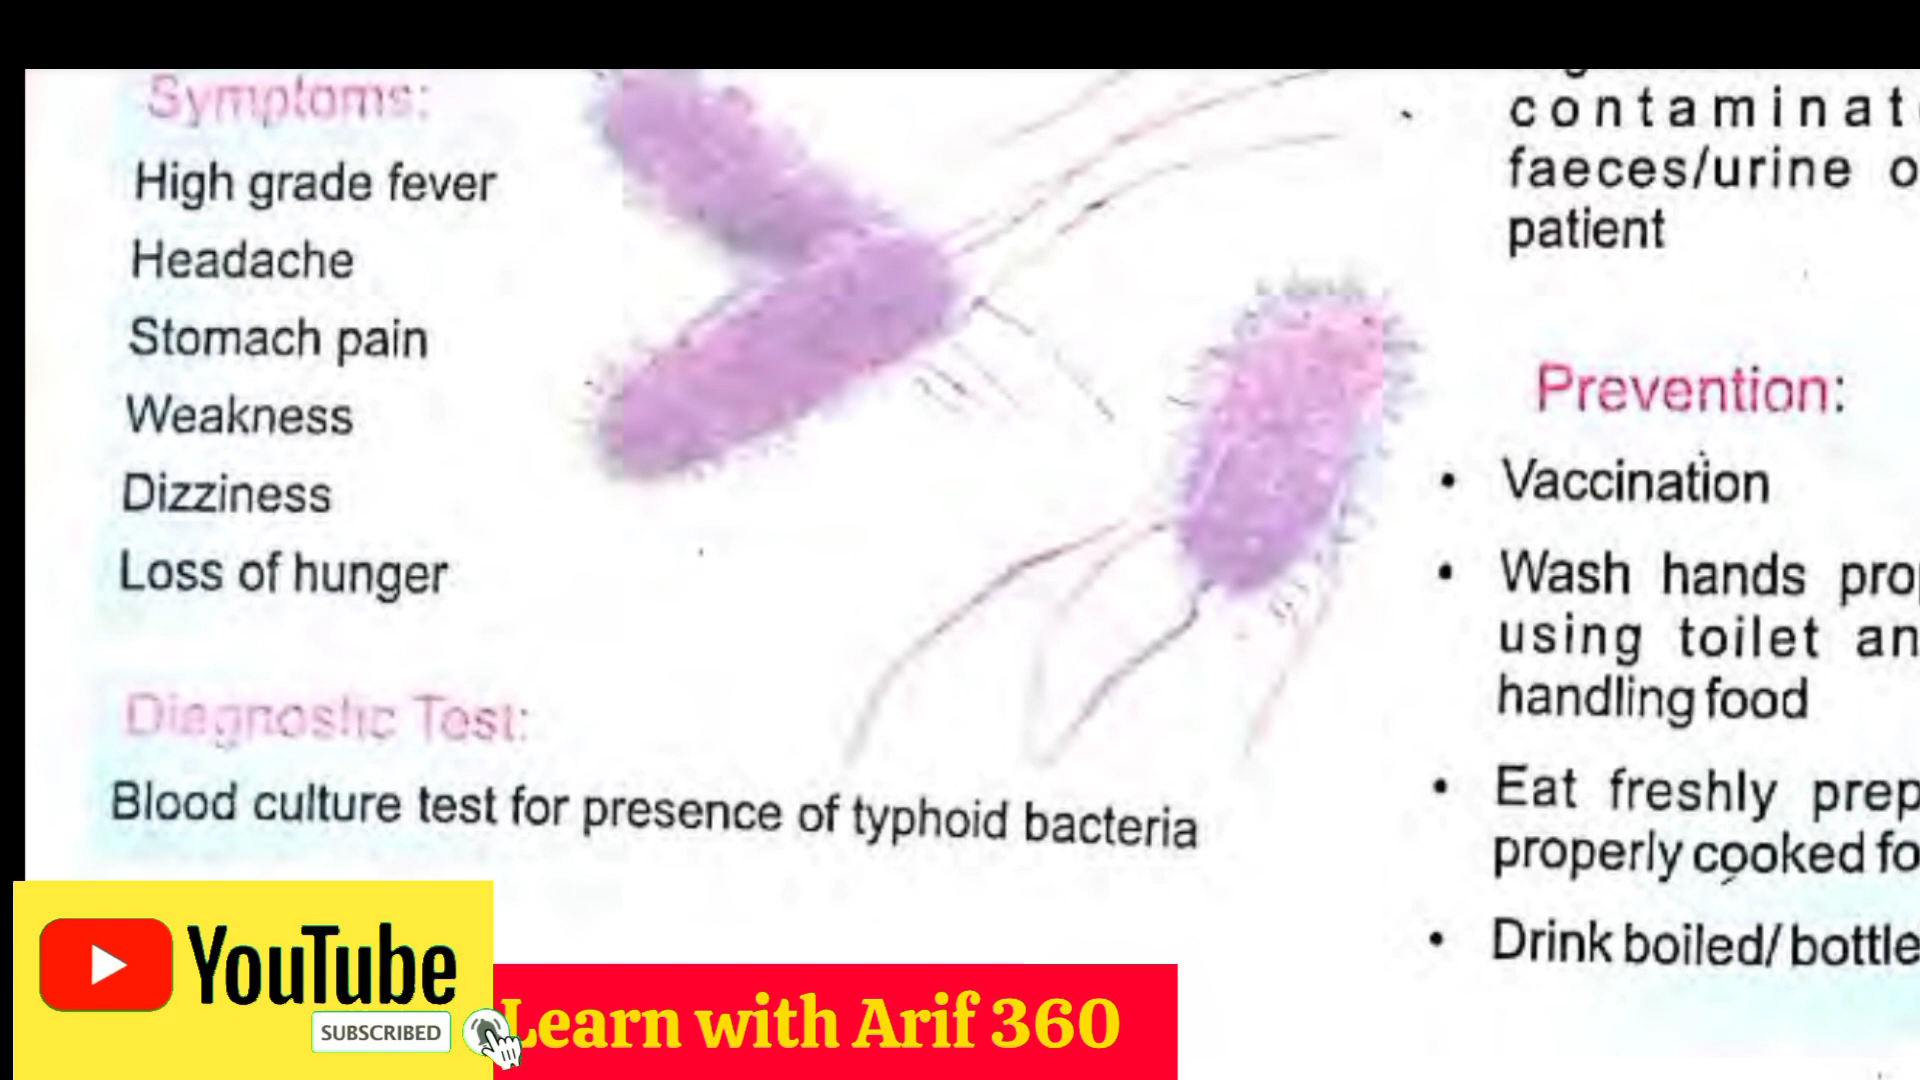 Symptoms:
High grade fever
Headache
Stomach pain
Weakness
Dizziness
Loss of hunger
Diagnostic Test:
Blood culture test for presence of typhoid bacteria
faeces/urine
patient
Prevention:
• Vaccination
• Wash hands
using toilet
handling food
• Eat freshly
properly cooked
• Drink boiled/
YouTube
SUBSCRIBED
Learn with Arif 360